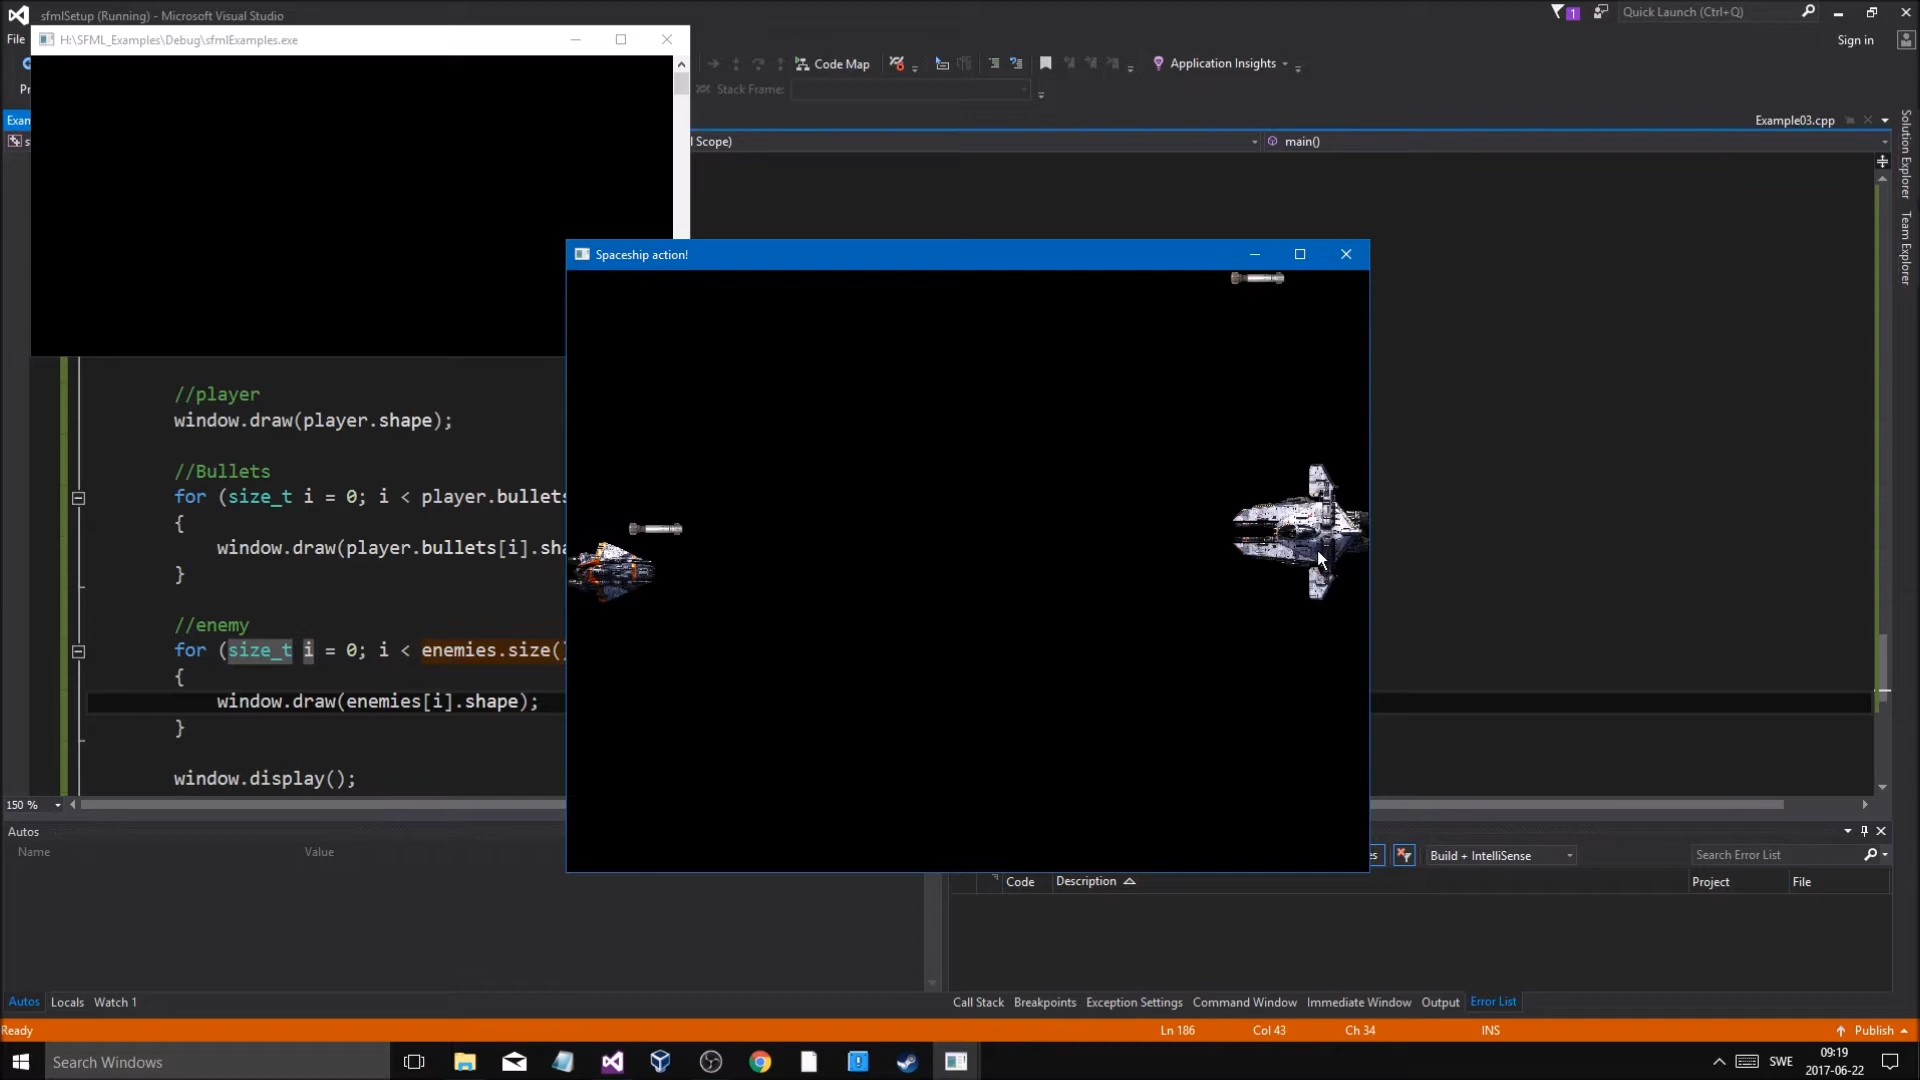 sfmlSetup (Running) - Microsoft Visual Studio
1
Quick Launch (Ctrl+Q)
File
H:\SFML_Examples\Debug\sfmlExamples.exe
Sign in
Code Map
Application Insights
Pr
Stack Frame:
Exam
Example03.cpp
s
l Scope)
main()
Solution Explorer
Team Explorer
Spaceship action!
//player
window.draw(player.shape);
//Bullets
for (size_t i = 0; i < player.bullets
{
window.draw(player.bullets[i].sha
}
//enemy
for (size_t i = 0; i < enemies.size()
{
window.draw(enemies[i].shape);
}
window.display();
150 %
Autos
Name Value
es
Build + IntelliSense
Search Error List
Code Description Project File
Autos Locals Watch 1
Call Stack Breakpoints Exception Settings Command Window Immediate Window Output Error List
Ready
Ln 186 Col 43 Ch 34 INS
Publish
Search Windows
SWE
09:19
2017-06-22